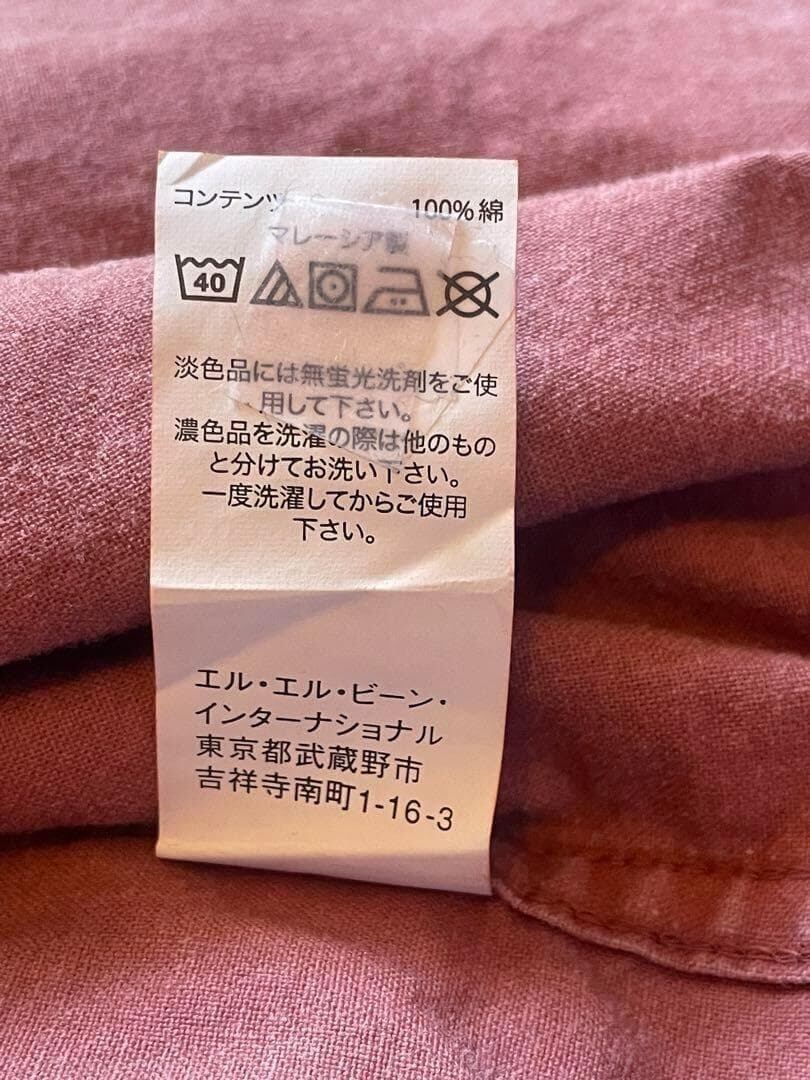 コンテンツ 100%綿
マレーシア製
40
淡色品には無蛍光洗剤をご使
用して下さい。
濃色品を洗濯の際は他のもの
と分けてお洗い下さい。
一度洗濯してからご使用
下さい。
エル・エル・ビーン・
インターナショナル
東京都武蔵野市
吉祥寺南町1-16-3